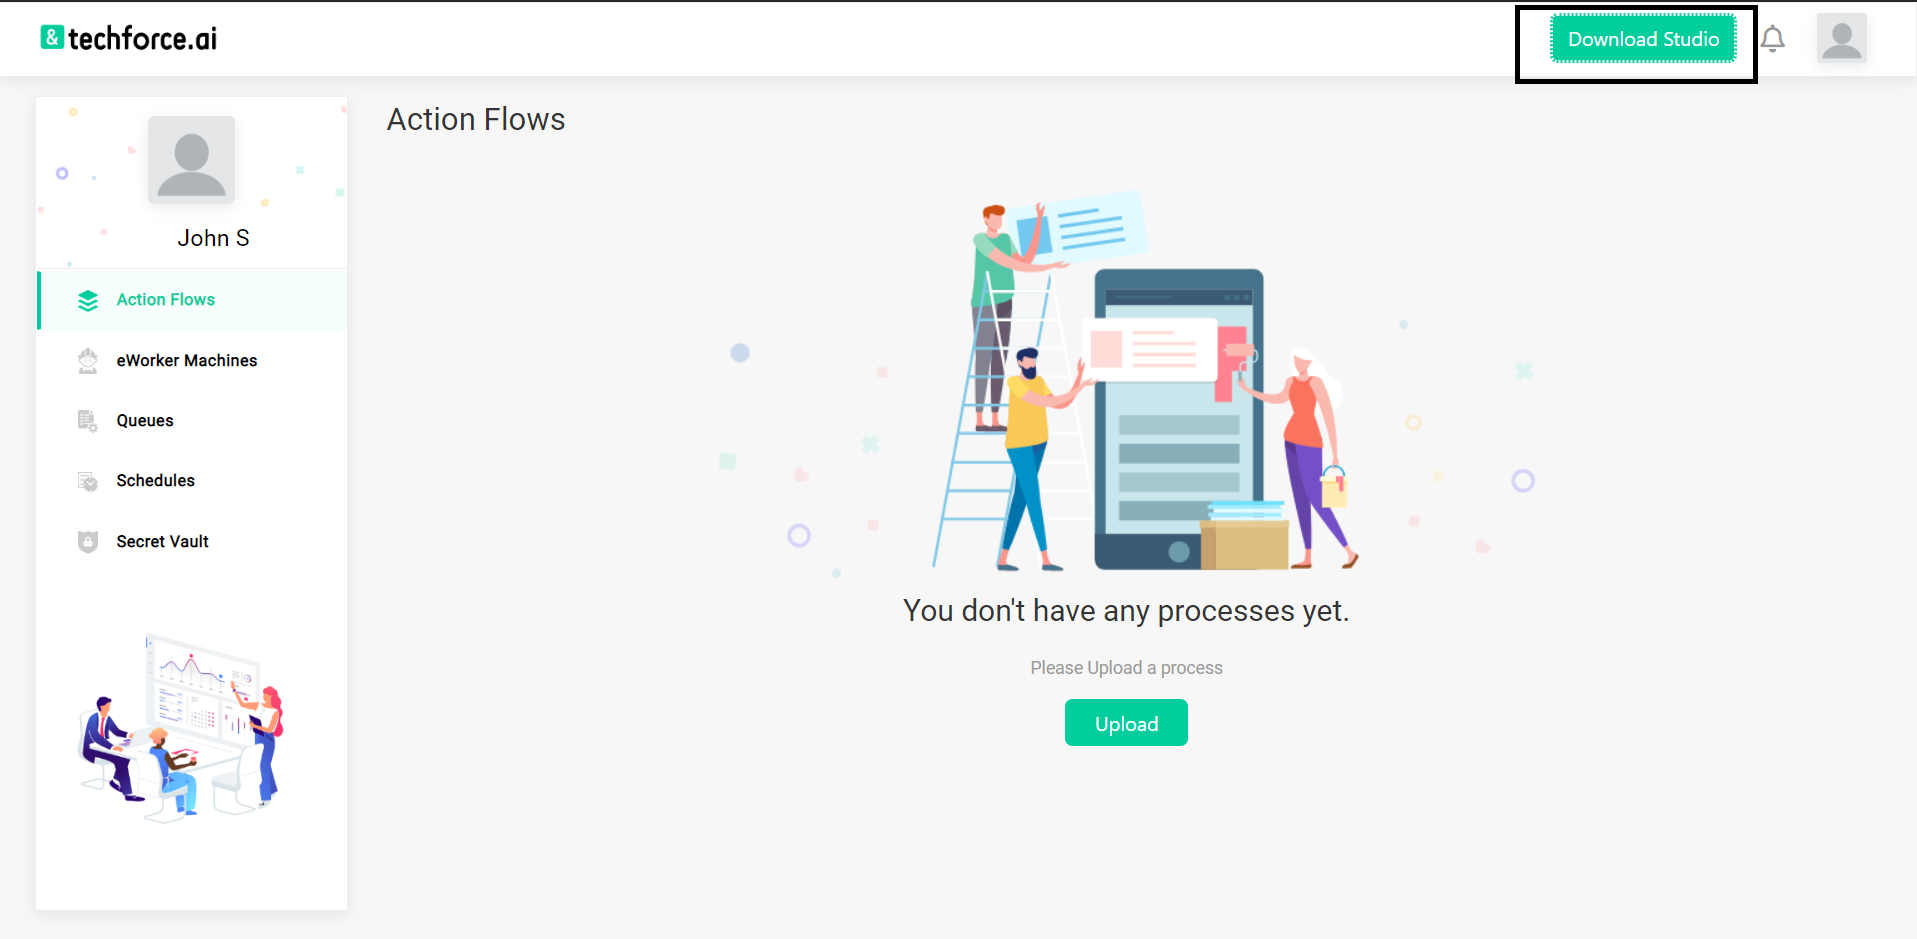 & techforce.ai
Download Studio
John S
Action Flows
eWorker Machines
Queues
Schedules
Secret Vault
Action Flows
You don't have any processes yet.
Please Upload a process
Upload